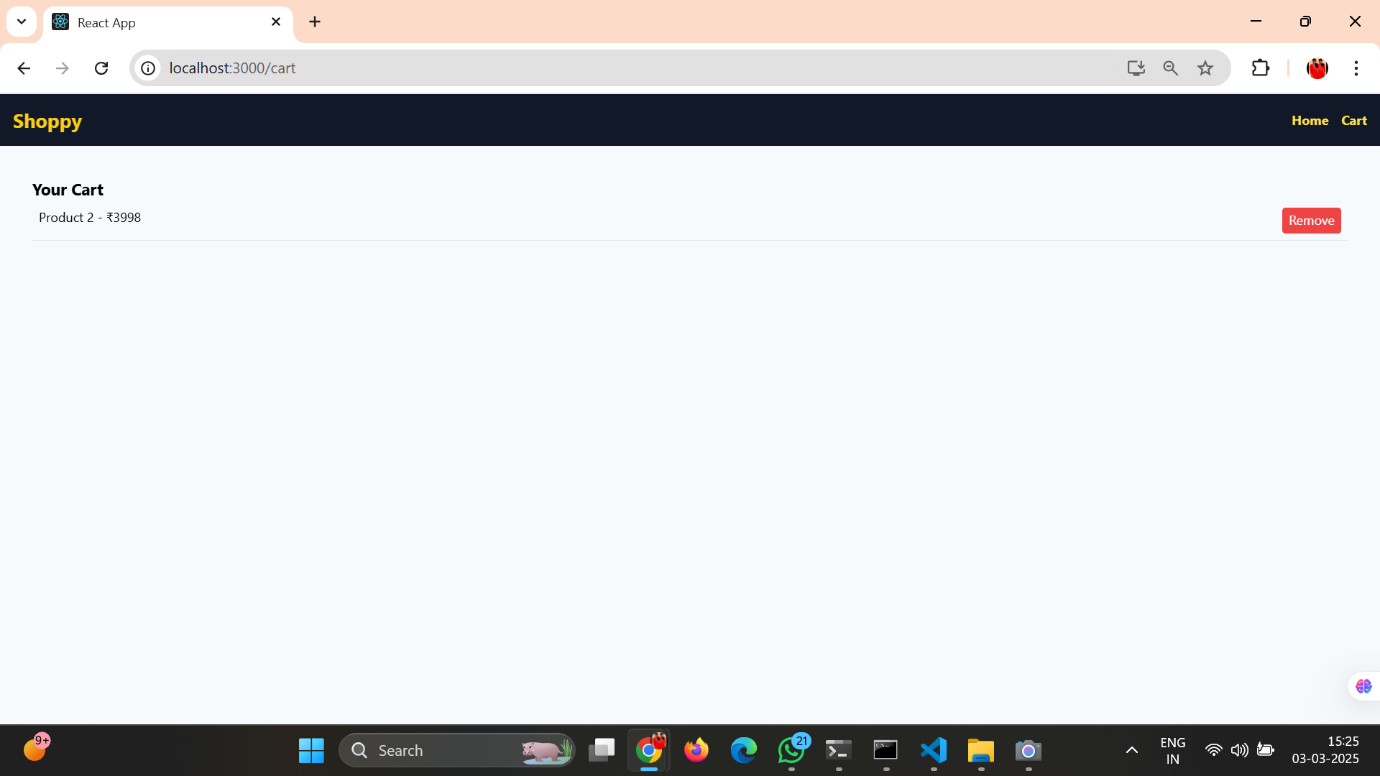 React App
localhost:3000/cart
Shoppy
Home Cart
Your Cart
Product 2 - ₹3998
Remove
9+
Search
21
ENG
IN
15:25
03-03-2025